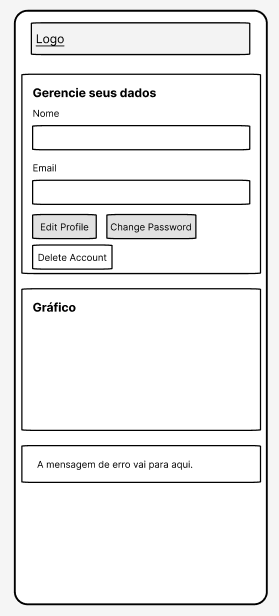 Logo
Gerencie seus dados
Nome
Email
Edit Profile Change Password
Delete Account
Gráfico
A mensagem de erro vai para aqui.